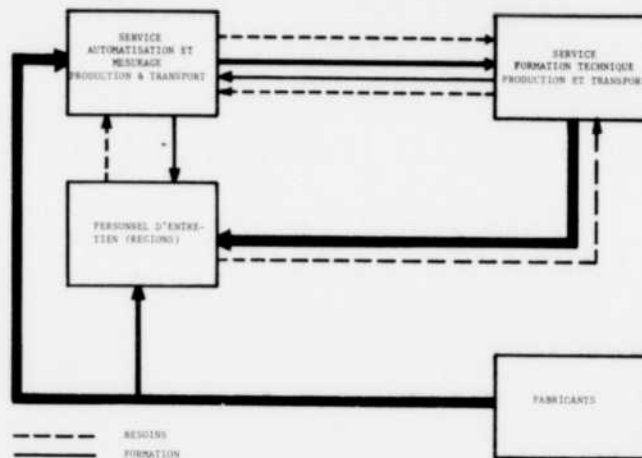 SERVICE
AUTOMATISATION ET
MESURAGE
PRODUCTION & TRANSPORT
SERVICE
FORMATION TECHNIQUE
PRODUCTION ET TRANSPORT
PERSONNEL D'ENTRE-
TIEN (REGIONS)
FABRICANTS
BESOINS
FORMATION